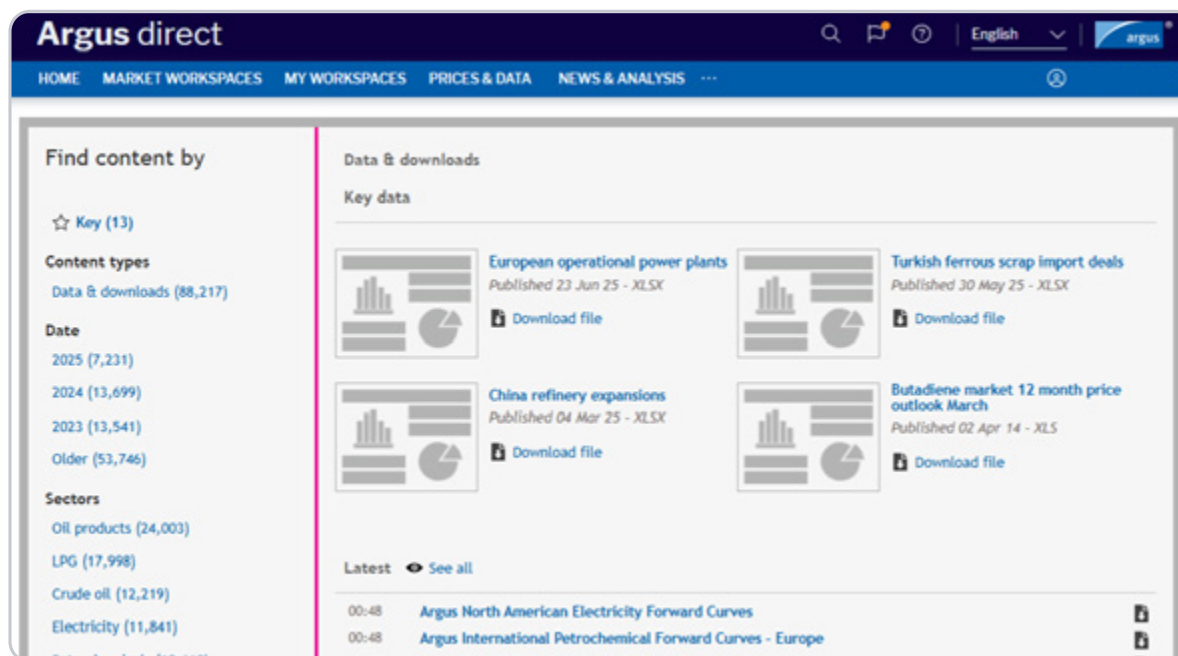 Argus direct
English
argus
HOME MARKET WORKSPACES MY WORKSPACES PRICES & DATA NEWS & ANALYSIS ...
Find content by
Key (13)
Content types
Data & downloads (88,217)
Date
2025 (7,231)
2024 (13,699)
2023 (13,541)
Older (53,746)
Sectors
Oil products (24,003)
LPG (17,998)
Crude oil (12,219)
Electricity (11,841)
Data & downloads
Key data
European operational power plants
Published 23 Jun 25 - XLSX
Download file
Turkish ferrous scrap import deals
Published 30 May 25 - XLSX
Download file
China refinery expansions
Published 04 Mar 25 - XLSX
Download file
Butadiene market 12 month price
outlook March
Published 02 Apr 14 - XLS
Download file
Latest See all
00:48 Argus North American Electricity Forward Curves
00:48 Argus International Petrochemical Forward Curves - Europe